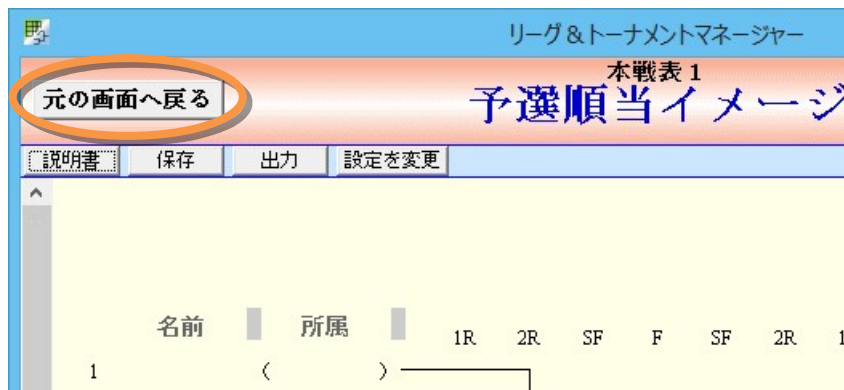 リーグ&トーナメントマネージャー
本戦表1
元の画面へ戻る
予選順当イメージ
説明書 保存 出力 設定を変更
名前 所属 1R 2R SF F SF 2R 1
1 ( )